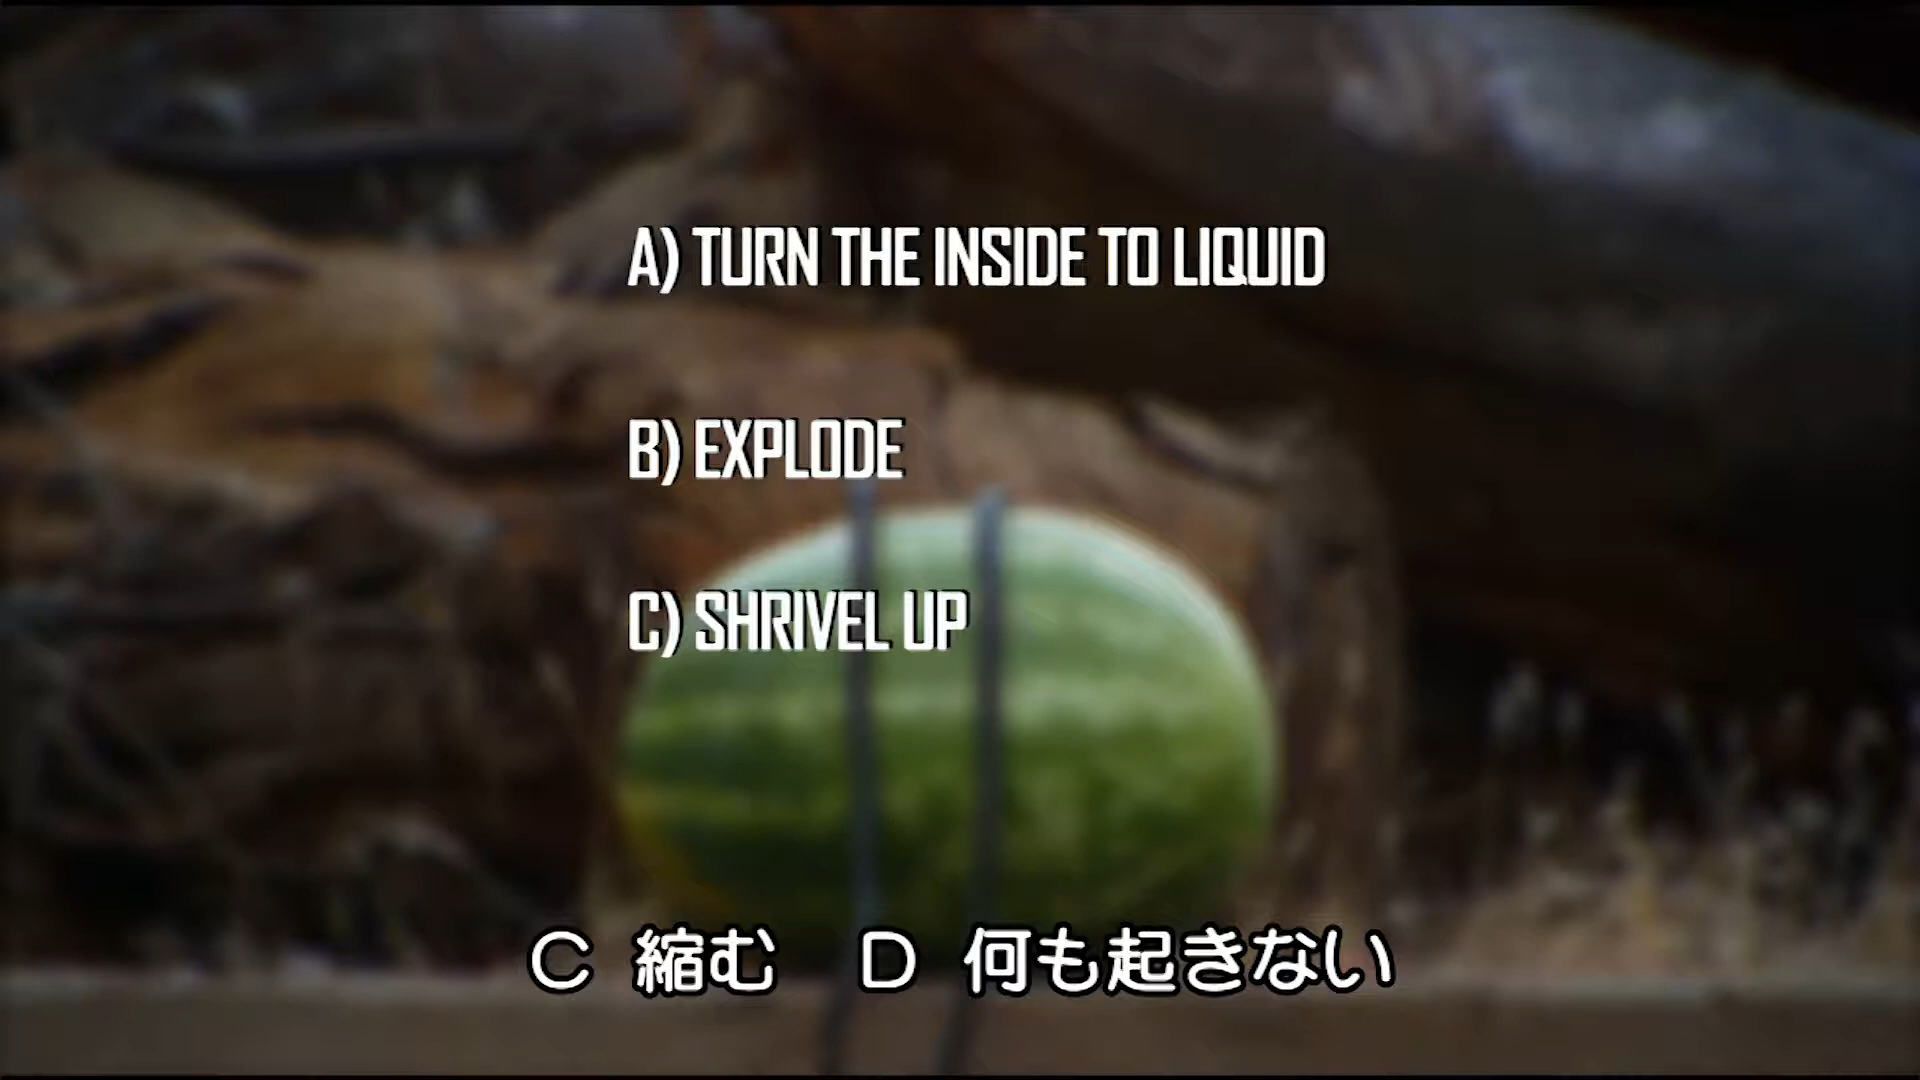 A) TURN THE INSIDE TO LIQUID
B) EXPLODE
C) SHRIVEL UP
C 縮む D 何も起きない